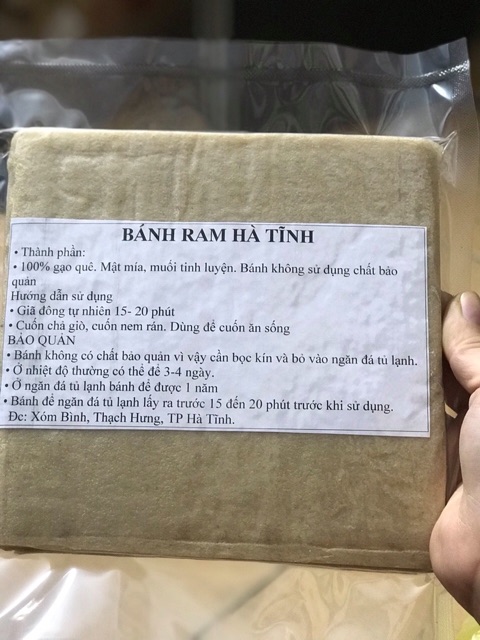 BÁNH RAM HÀ TĨNH
• Thành phần:
• 100% gạo quê. Mật mía, muối tinh luyện. Bánh không sử dụng chất bảo
quản
Hướng dẫn sử dụng
• Giã đông tự nhiên 15- 20 phút
• Cuốn chả giò, cuốn nem rán. Dùng để cuốn ăn sống
BẢO QUẢN
• Bánh không có chất bảo quản vì vậy cần bọc kín và bỏ vào ngăn đá tủ lạnh.
• Ở nhiệt độ thường có thể để 3-4 ngày.
• Ở ngăn đá tủ lạnh bánh để được 1 năm
• Bánh để ngăn đá tủ lạnh lấy ra trước 15 đến 20 phút trước khi sử dụng.
Đc: Xóm Bình, Thạch Hưng, TP Hà Tĩnh.